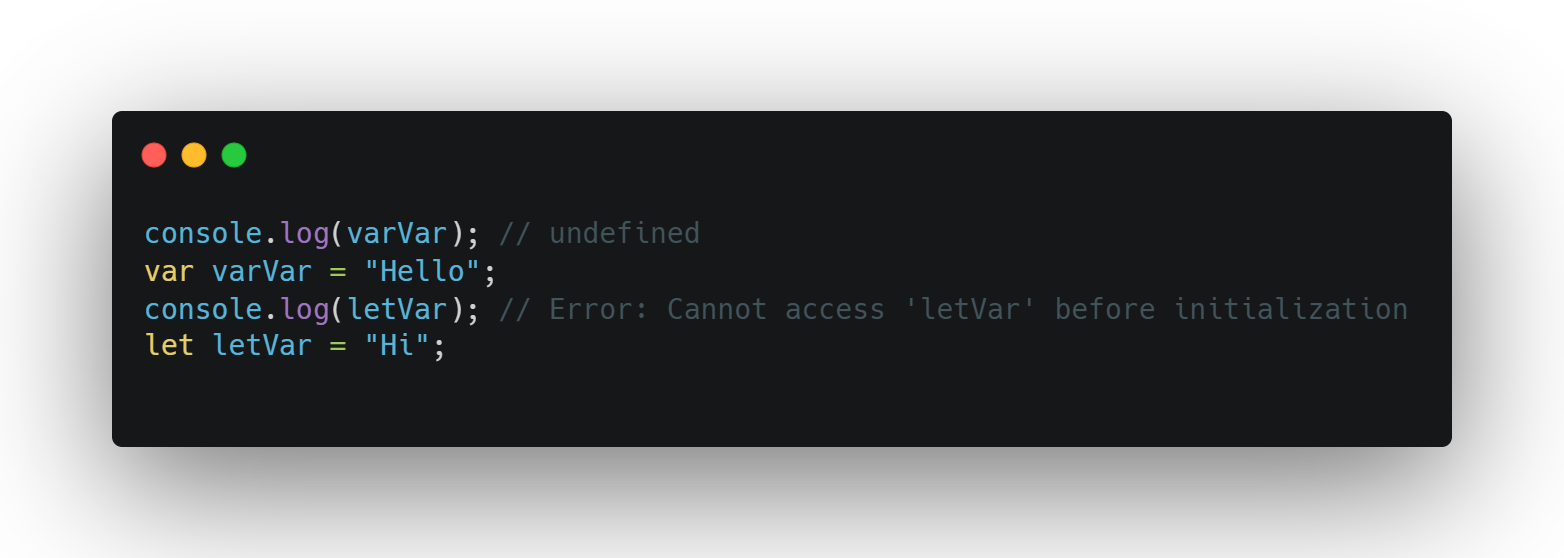 console.log(varVar); // undefined
var varVar = "Hello";
console.log(letVar); // Error: Cannot access 'letVar' before initialization
let letVar = "Hi";